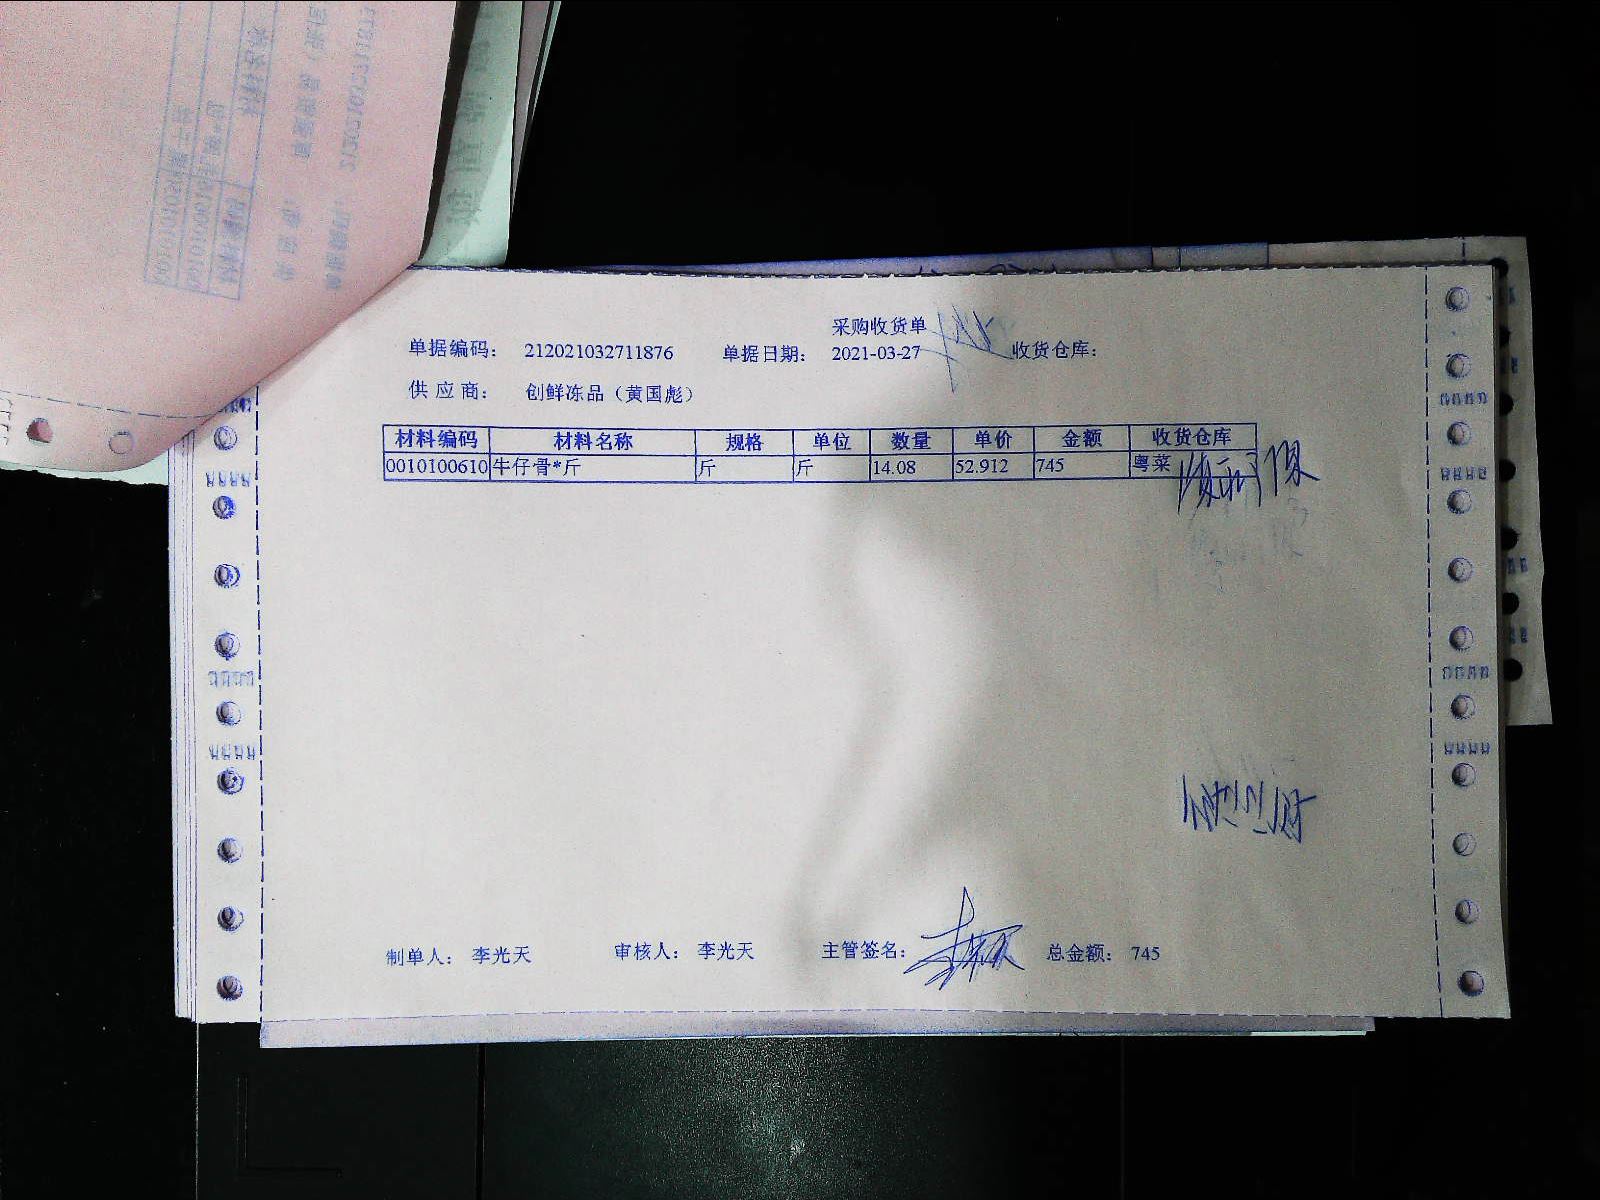 采购收货单
单据编码： 212021032711876 单据日期： 2021-03-27 收货仓库：
供应商： 创鲜冻品（黄国彪）
材料编码 材料名称 规格 单位 数量 单价 金额 收货仓库
0010100610 牛仔骨*斤 斤 斤 14.08 52.912 745 粤菜
制单人： 李光天 审核人： 李光天 主管签名： 总金额： 745